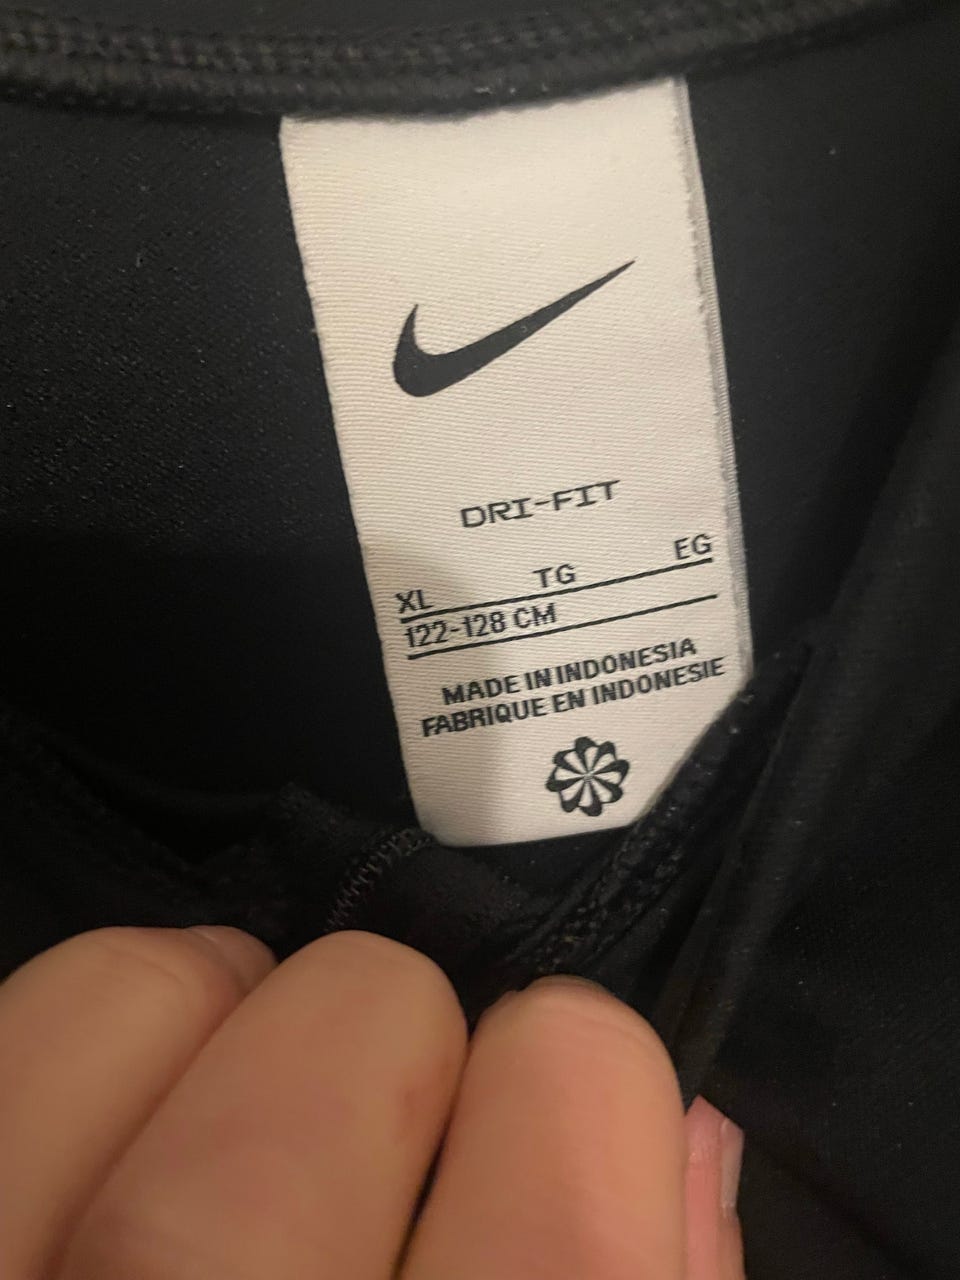 DRI-FIT
XL TG EG
122-128 CM
MADE IN INDONESIA
FABRIQUE EN INDONESIE